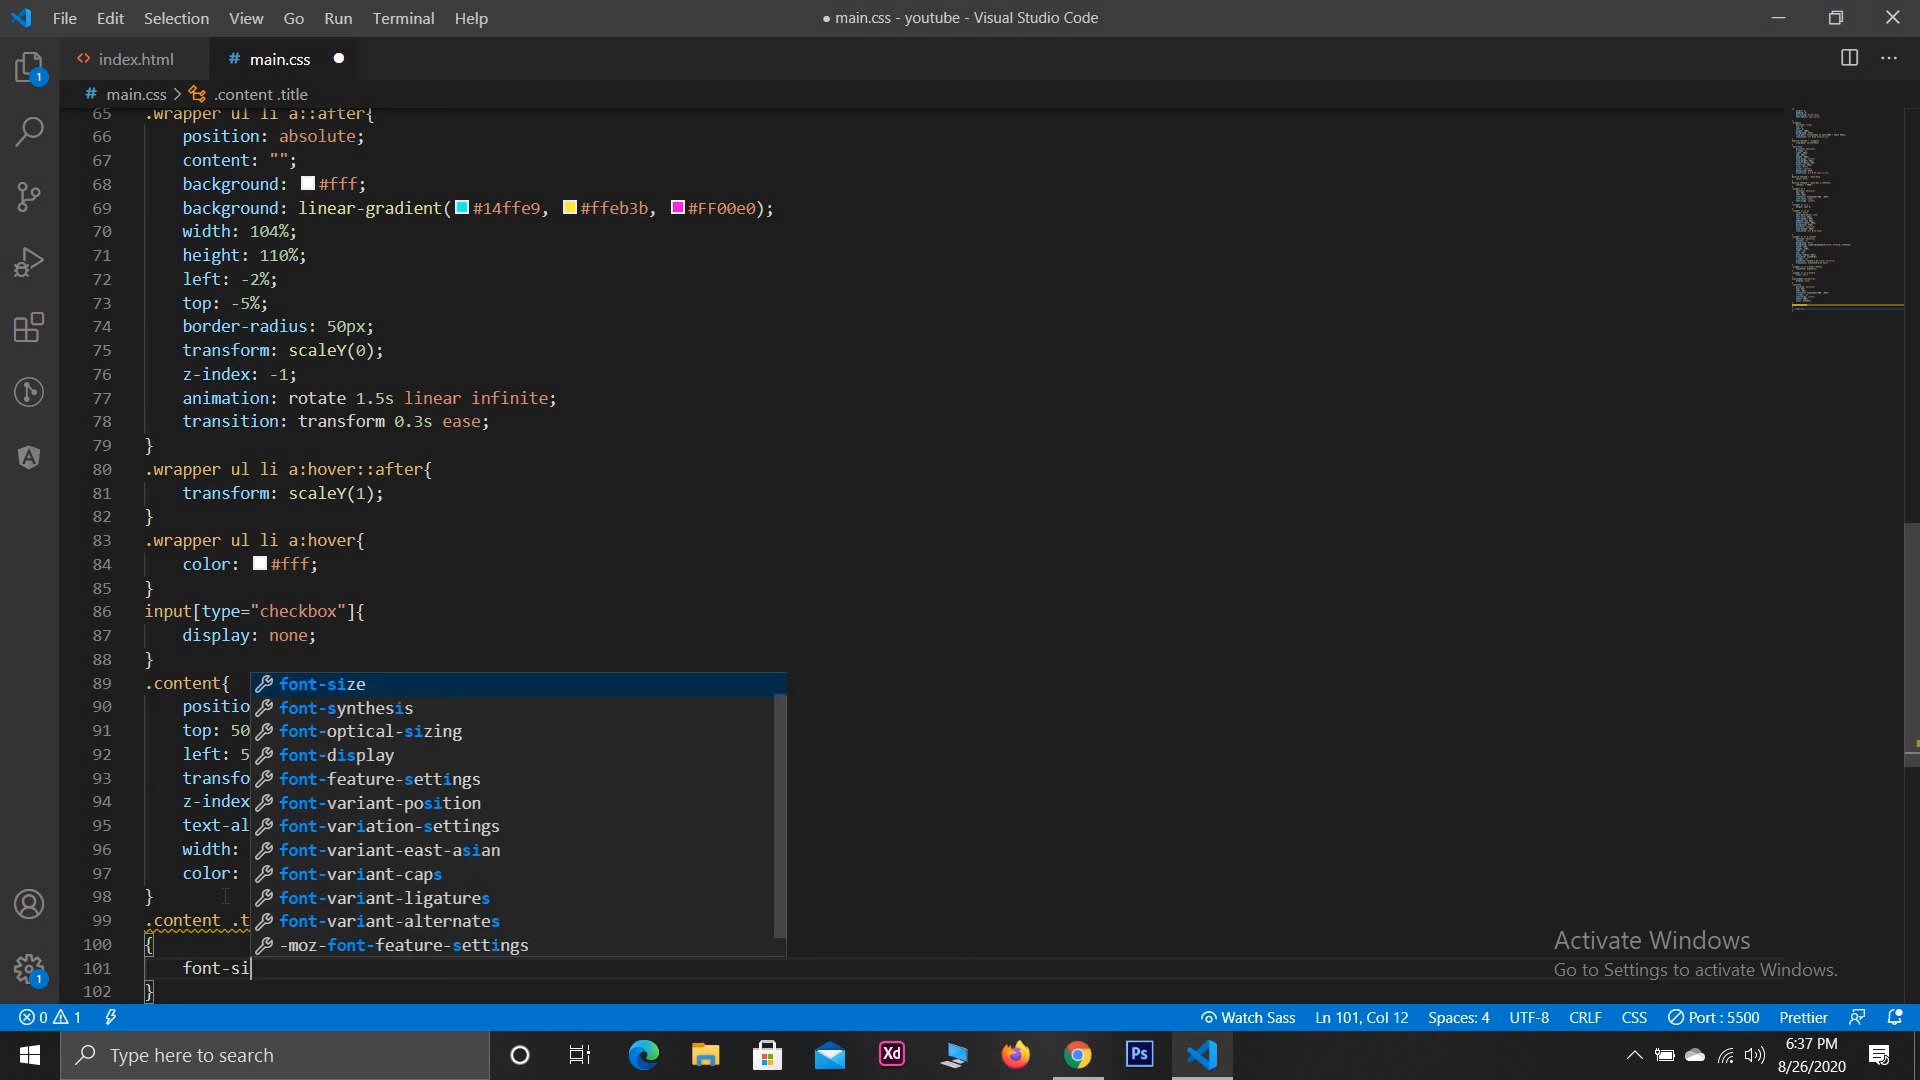 File Edit Selection View Go Run Terminal Help
● main.css - youtube - Visual Studio Code
<> index.html # main.css ●
# main.css > .content .title
65 .wrapper ul li a::after{
66 position: absolute;
67 content: "";
68 background: #fff;
69 background: linear-gradient(#14ffe9, #ffeb3b, #FF00e0);
70 width: 104%;
71 height: 110%;
72 left: -2%;
73 top: -5%;
74 border-radius: 50px;
75 transform: scaleY(0);
76 z-index: -1;
77 animation: rotate 1.5s linear infinite;
78 transition: transform 0.3s ease;
79 }
80 .wrapper ul li a:hover::after{
81 transform: scaleY(1);
82 }
83 .wrapper ul li a:hover{
84 color: #fff;
85 }
86 input[type="checkbox"]{
87 display: none;
88 }
89 .content{
90 positio
91 top: 50
92 left: 5
93 transfo
94 z-index
95 text-al
96 width:
97 color:
98 }
99 .content .t
100 {
101 font-si
102 }
font-size
font-synthesis
font-optical-sizing
font-display
font-feature-settings
font-variant-position
font-variation-settings
font-variant-east-asian
font-variant-caps
font-variant-ligatures
font-variant-alternates
-moz-font-feature-settings
Activate Windows
Go to Settings to activate Windows.
0 1 Watch Sass Ln 101, Col 12 Spaces: 4 UTF-8 CRLF CSS Port : 5500 Prettier
Type here to search
Xd
Ps
6:37 PM
8/26/2020